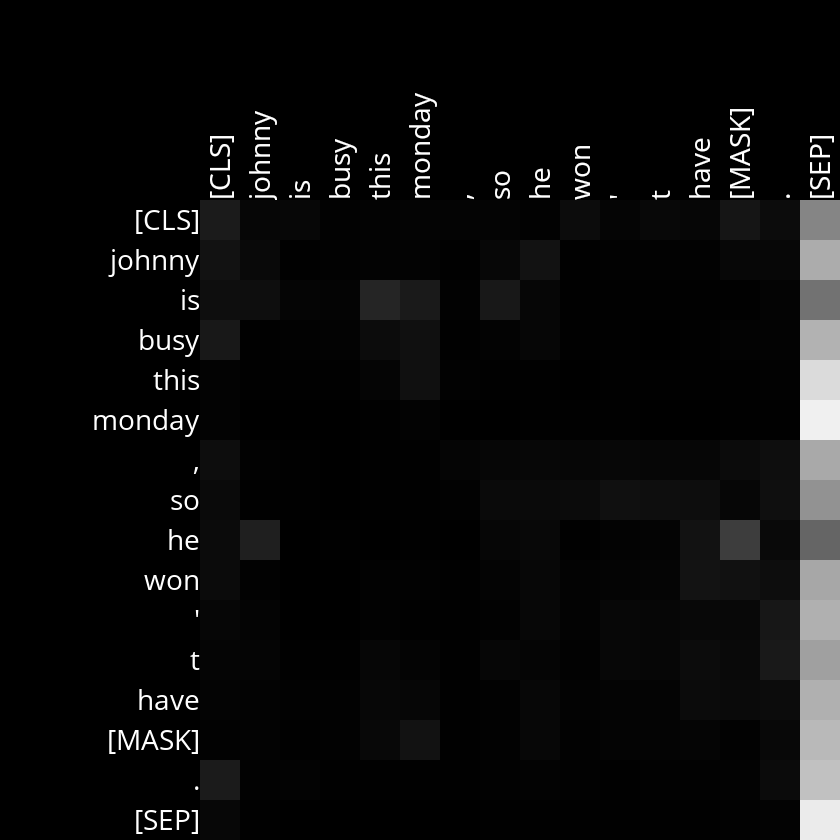 [CLS] johnny is busy this monday , so he won ' t have [MASK] . [SEP]
[CLS]
johnny
is
busy
this
monday
,
so
he
won
'
t
have
[MASK]
.
[SEP]